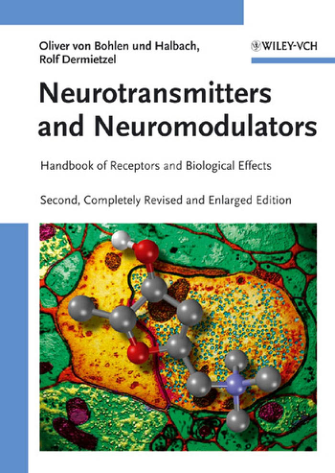 Oliver von Bohlen und Halbach,
Rolf Dermietzel
WILEY-VCH
Neurotransmitters
and Neuromodulators
Handbook of Receptors and Biological Effects
Second, Completely Revised and Enlarged Edition